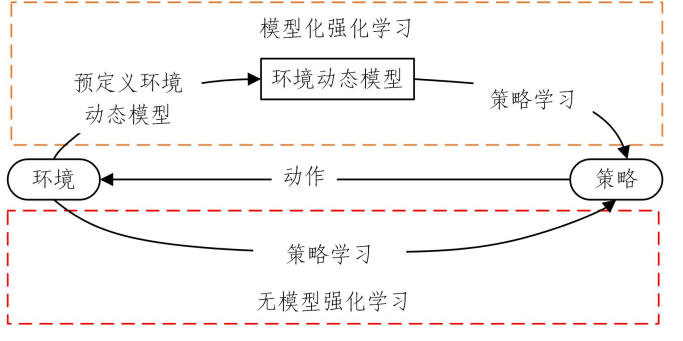 模型化强化学习
预定义环境
动态模型
环境动态模型
策略学习
环境
动作
策略
策略学习
无模型强化学习